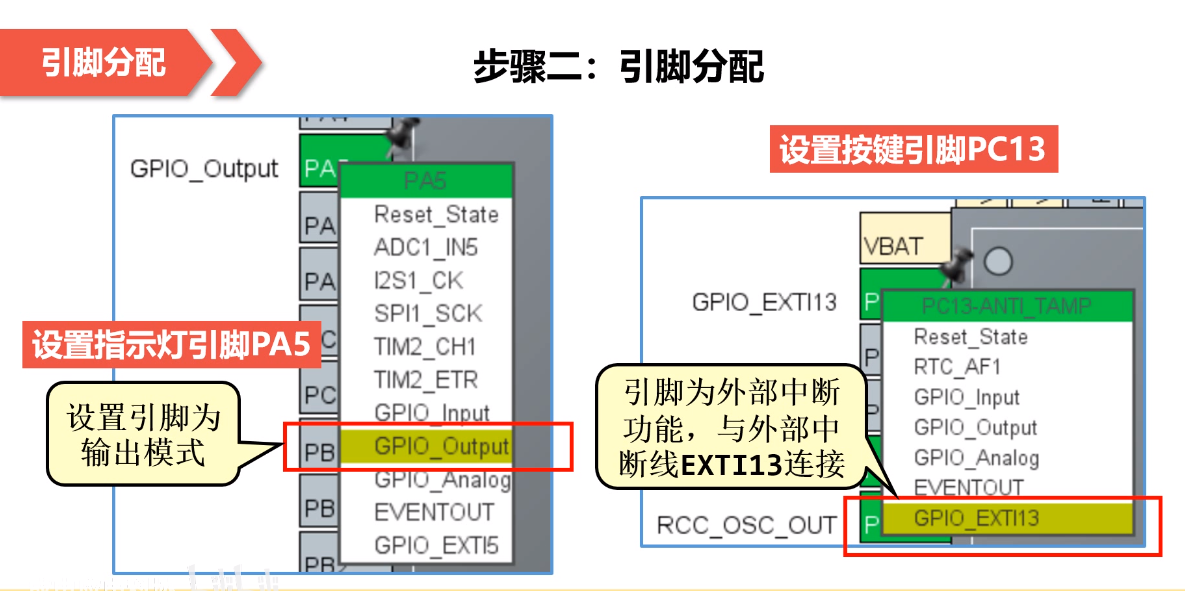 引脚分配
步骤二：引脚分配
GPIO_Output
PA5
Reset_State
ADC1_IN5
I2S1_CK
SPI1_SCK
TIM2_CH1
TIM2_ETR
GPIO_Input
GPIO_Output
GPIO_Analog
EVENTOUT
GPIO_EXTI5
PA
PA
PA
PC
PB
PB
PB2
设置指示灯引脚PA5
设置引脚为
输出模式
设置按键引脚PC13
VBAT
GPIO_EXTI13
PC13-ANTI_TAMP
Reset_State
RTC_AF1
GPIO_Input
GPIO_Output
GPIO_Analog
EVENTOUT
GPIO_EXTI13
P
P
P
P
引脚为外部中断
功能，与外部中
断线EXTI13连接
RCC_OSC_OUT